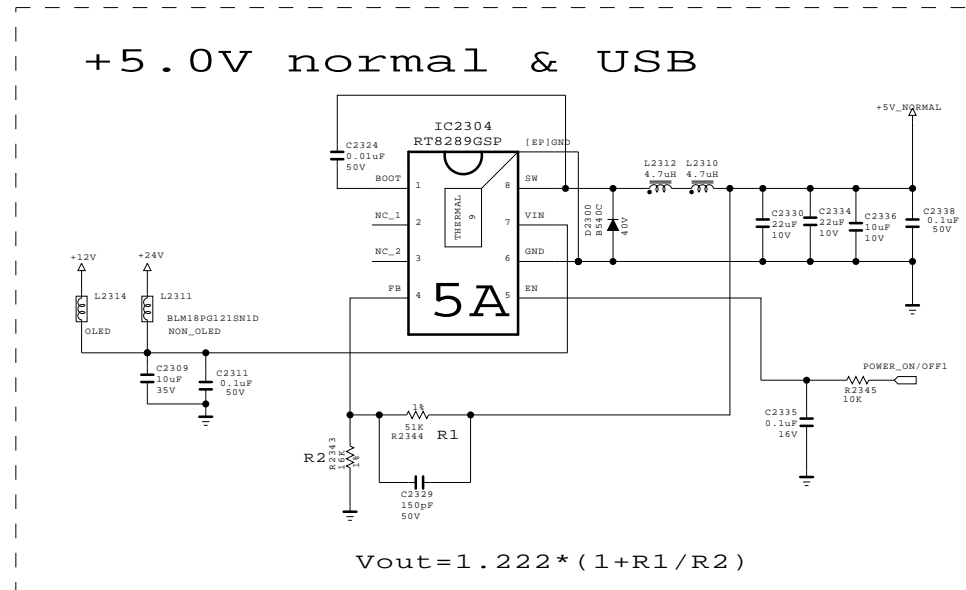 +5.0V normal & USB
IC2304
RT8289GSP
[EP]GND
C2324
0.01uF
50V
BOOT
1
NC_1
2
NC_2
3
FB
4
THERMAL
9
5A
SW
8
VIN
7
GND
6
EN
5
L2312
4.7uH
L2310
4.7uH
+5V_NORMAL
D2300
B540C
40V
C2330
22uF
10V
C2334
22uF
10V
C2336
10uF
10V
C2338
0.1uF
50V
+12V
+24V
L2314
OLED
L2311
BLM18PG121SN1D
NON_OLED
C2309
10uF
35V
C2311
0.1uF
50V
POWER_ON/OFF1
R2345
10K
C2335
0.1uF
16V
1%
51K
R2344
R1
R2
R2343
16K
1%
C2329
150pF
50V
Vout=1.222*(1+R1/R2)